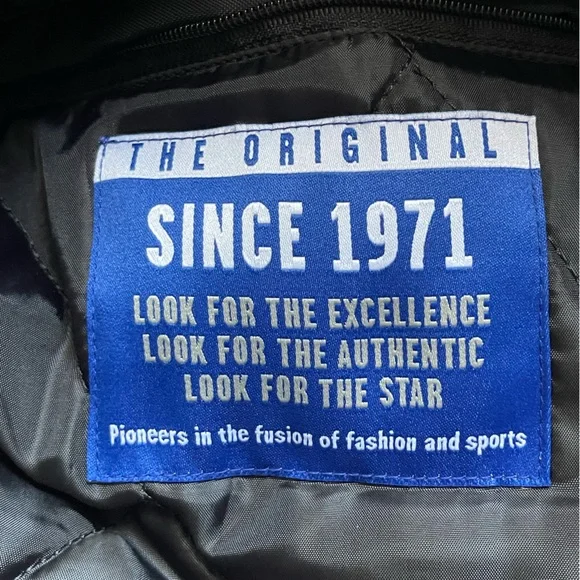 THE ORIGINAL
SINCE 1971
LOOK FOR THE EXCELLENCE
LOOK FOR THE AUTHENTIC
LOOK FOR THE STAR
Pioneers in the fusion of fashion and sports